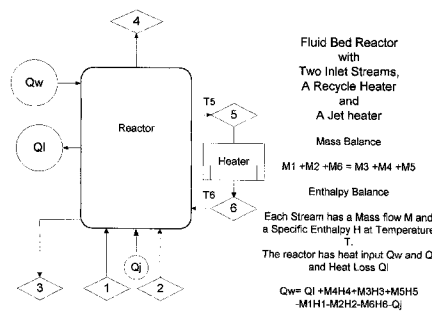 4
Fluid Bed Reactor
with
Two Inlet Streams,
A Recycle Heater
and
A Jet heater
Qw
T5
5
Reactor
Ql
Heater
Mass Balance
M1 +M2 +M6 = M3 +M4 +M5
T6
6
Enthalpy Balance
Each Stream has a Mass flow M and
a Specific Enthalpy H at Temperature
T.
The reactor has heat input Qw and Q
and Heat Loss Ql
3
1
Qj
2
Qw= Ql +M4H4+M3H3+M5H5
-M1H1-M2H2-M6H6-Qj